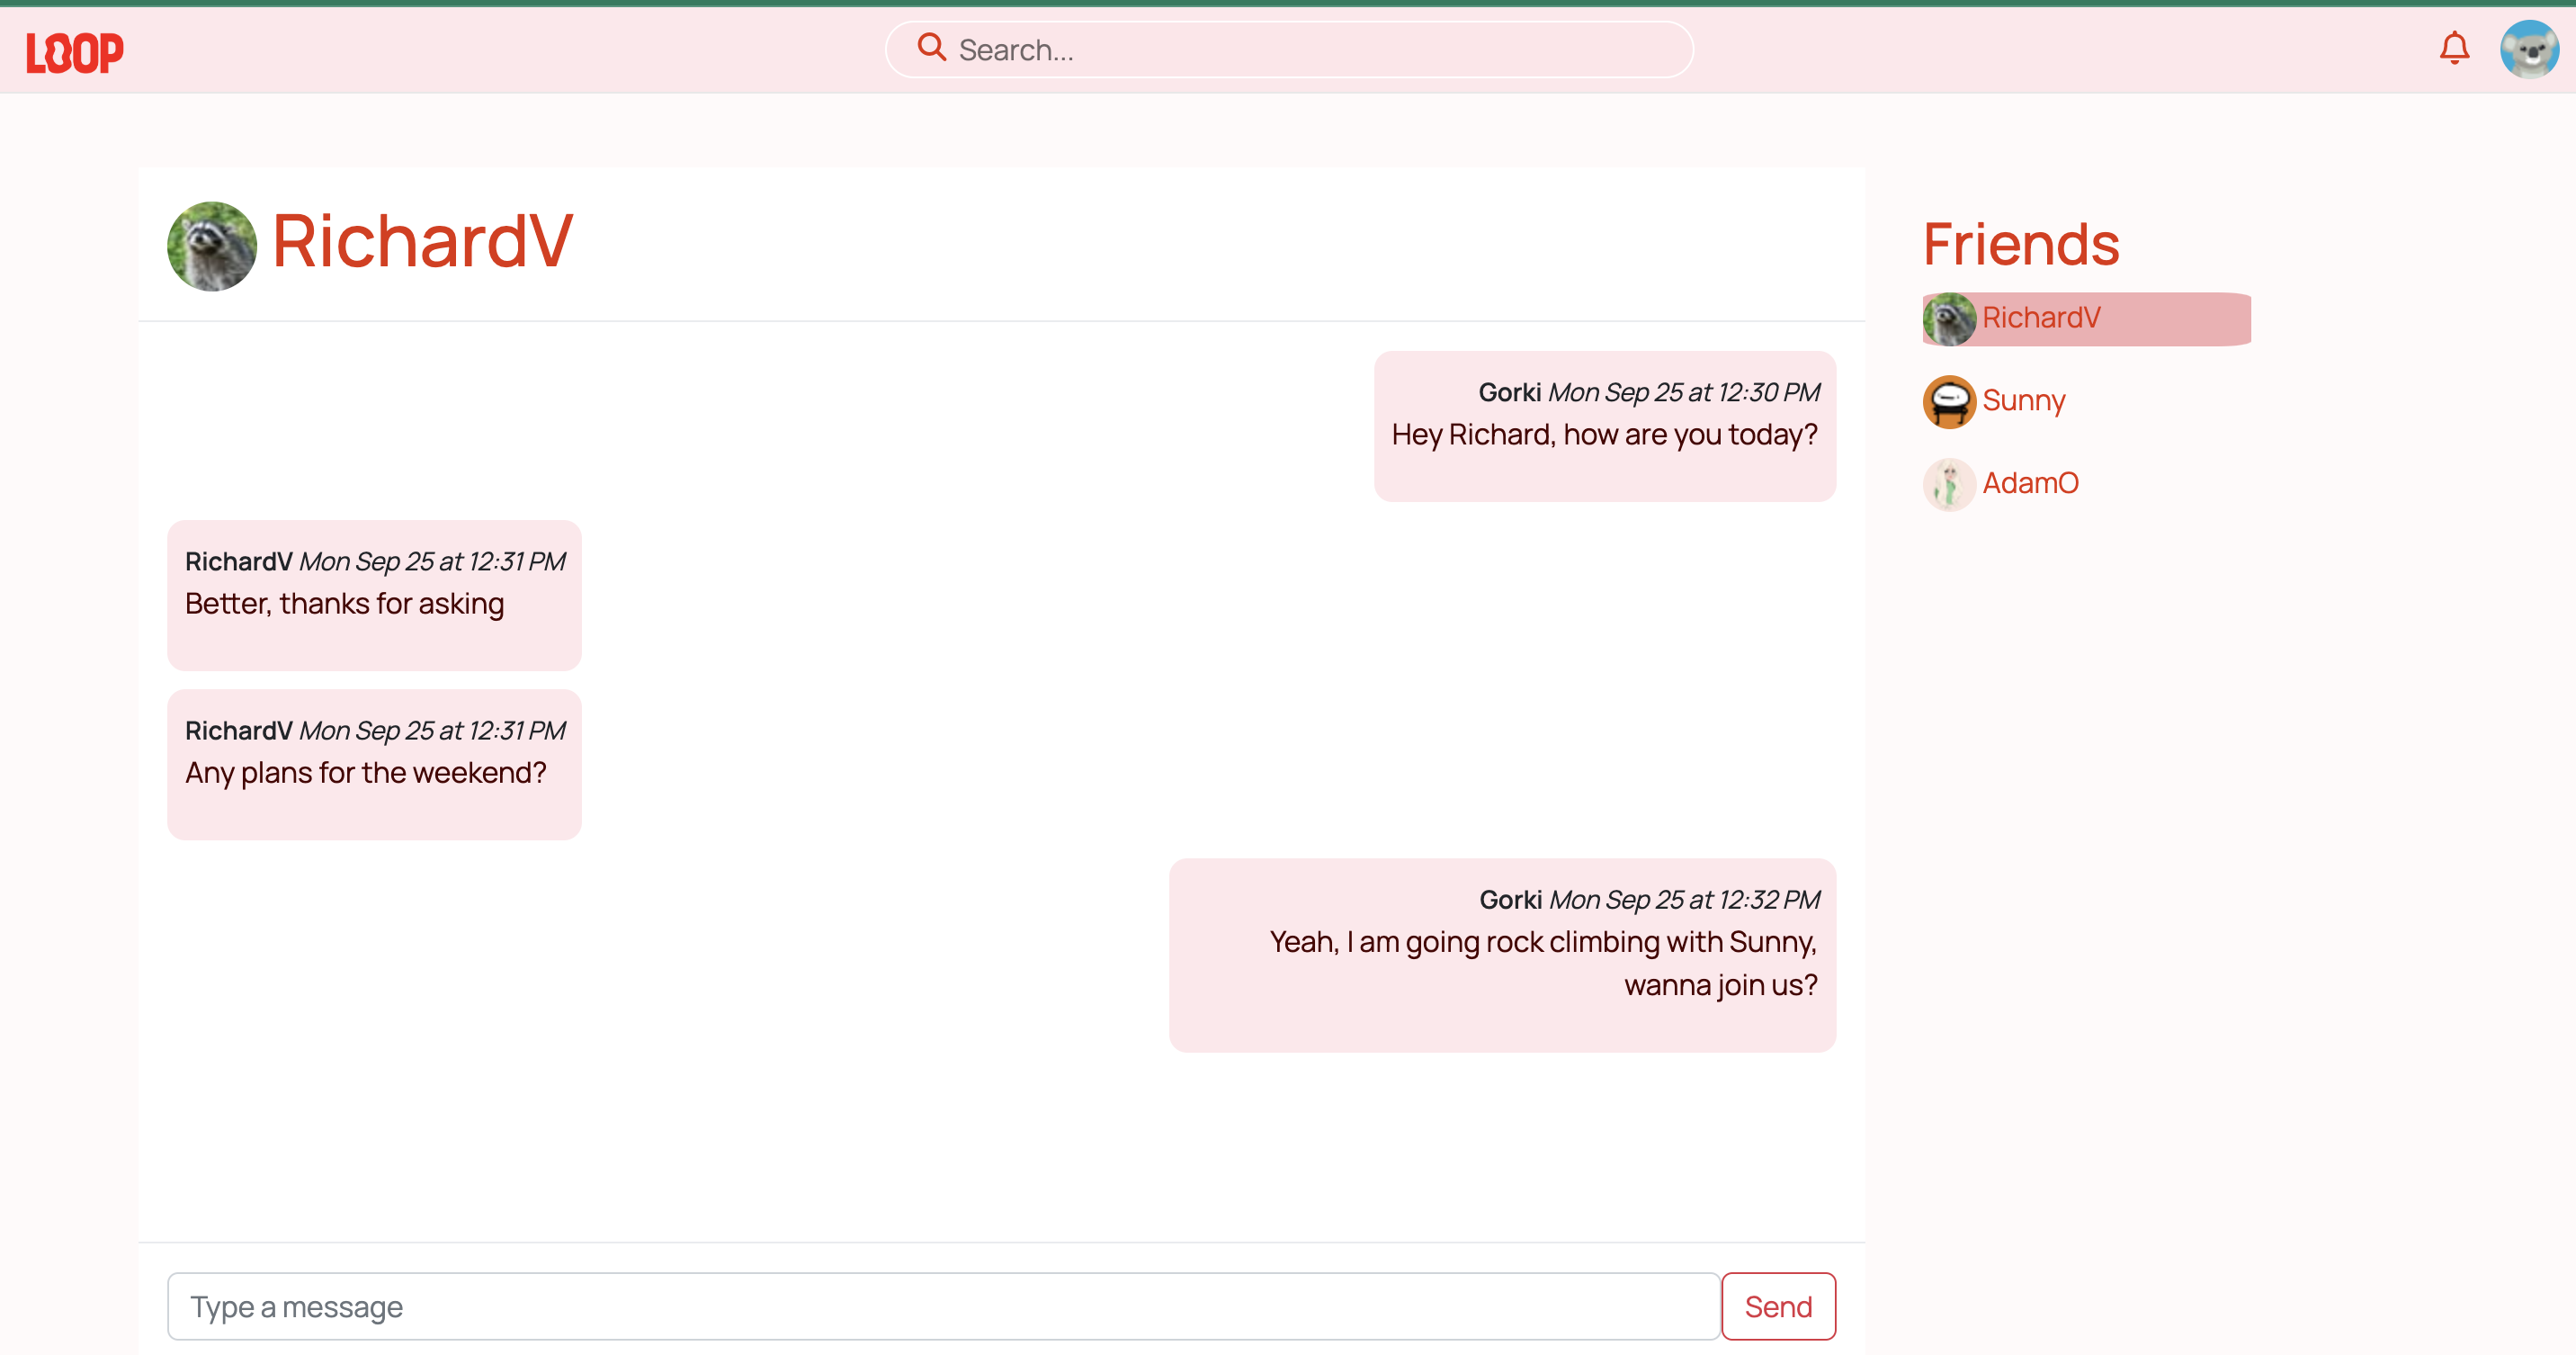 LOOP
Search...
RichardV
Gorki Mon Sep 25 at 12:30 PM
Hey Richard, how are you today?
RichardV Mon Sep 25 at 12:31 PM
Better, thanks for asking
RichardV Mon Sep 25 at 12:31 PM
Any plans for the weekend?
Gorki Mon Sep 25 at 12:32 PM
Yeah, I am going rock climbing with Sunny,
wanna join us?
Type a message
Send
Friends
RichardV
Sunny
AdamO